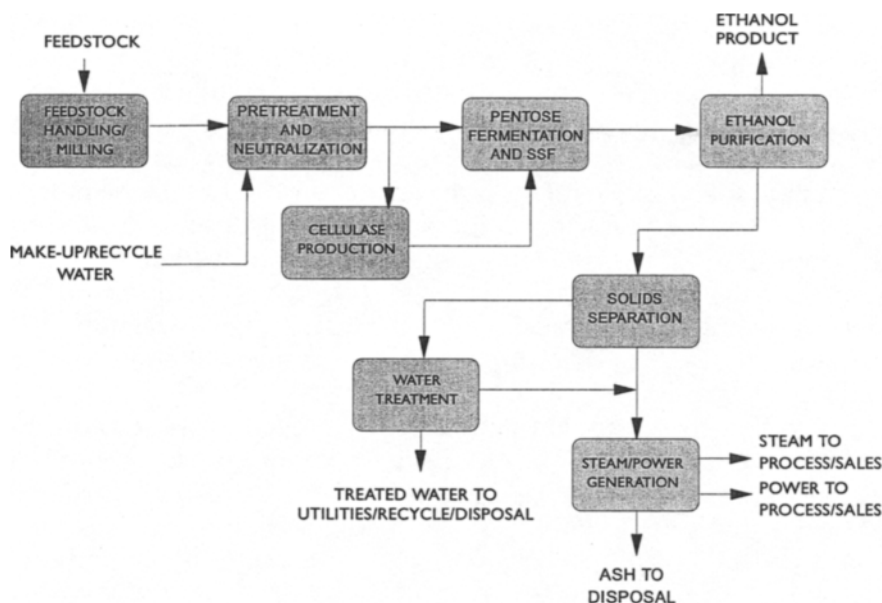 FEEDSTOCK
ETHANOL
PRODUCT
FEEDSTOCK
HANDLING/
MILLING
PRETREATMENT
AND
NEUTRALIZATION
PENTOSE
FERMENTATION
AND SSF
ETHANOL
PURIFICATION
CELLULASE
PRODUCTION
MAKE-UP/RECYCLE
WATER
SOLIDS
SEPARATION
WATER
TREATMENT
STEAM/POWER
GENERATION
STEAM TO
PROCESS/SALES
POWER TO
PROCESS/SALES
TREATED WATER TO
UTILITIES/RECYCLE/DISPOSAL
ASH TO
DISPOSAL